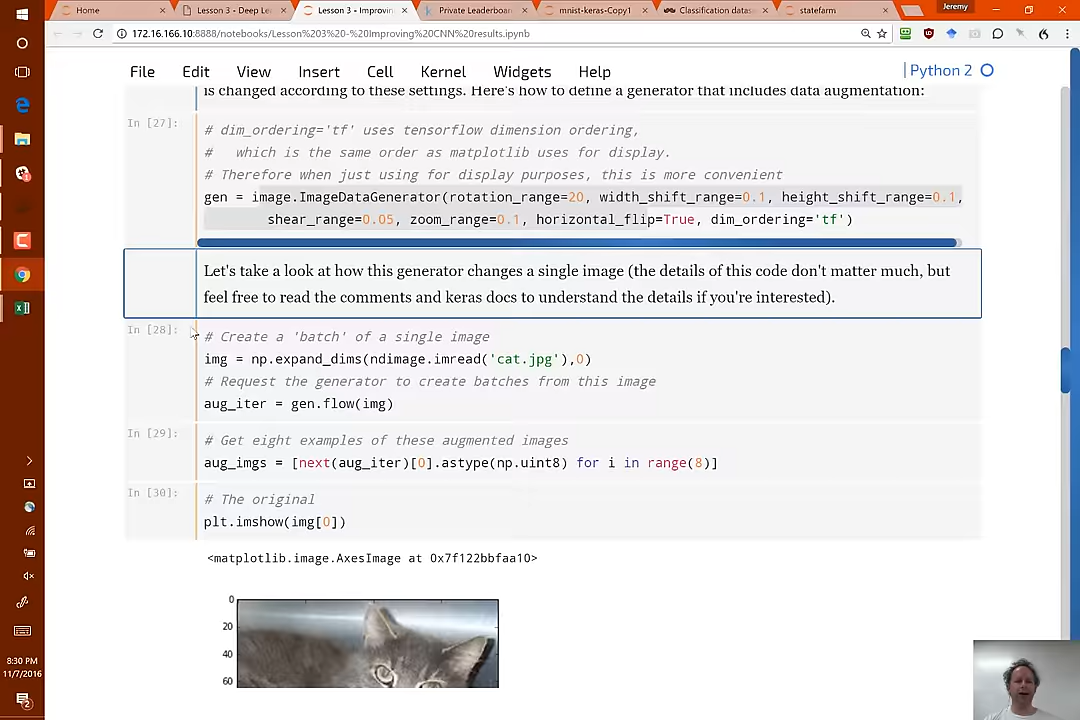 Home
Lesson 3 - Deep Le
Lesson 3 - Improvin
Private Leaderboar
mnist-keras-Copy1
Classification datas
statefarm
Jeremy
172.16.166.10:8888/notebooks/Lesson%203%20-%20Improving%20CNN%20results.ipynb
File Edit View Insert Cell Kernel Widgets Help
Python 2
is changed according to these settings. Here's how to define a generator that includes data augmentation:
In [27]:
# dim_ordering='tf' uses tensorflow dimension ordering,
#   which is the same order as matplotlib uses for display.
# Therefore when just using for display purposes, this is more convenient
gen = image.ImageDataGenerator(rotation_range=20, width_shift_range=0.1, height_shift_range=0.1,
shear_range=0.05, zoom_range=0.1, horizontal_flip=True, dim_ordering='tf')
Let's take a look at how this generator changes a single image (the details of this code don't matter much, but
feel free to read the comments and keras docs to understand the details if you're interested).
In [28]:
# Create a 'batch' of a single image
img = np.expand_dims(ndimage.imread('cat.jpg'),0)
# Request the generator to create batches from this image
aug_iter = gen.flow(img)
In [29]:
# Get eight examples of these augmented images
aug_imgs = [next(aug_iter)[0].astype(np.uint8) for i in range(8)]
In [30]:
# The original
plt.imshow(img[0])
<matplotlib.image.AxesImage at 0x7f122bbfaa10>
0
20
40
60
8:30 PM
11/7/2016
2